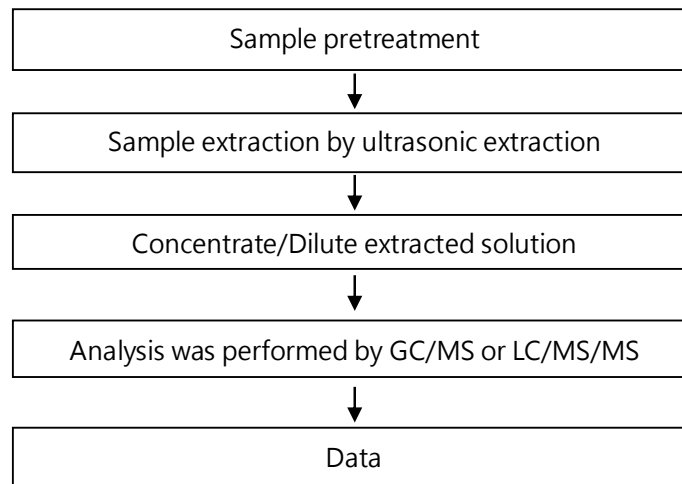 Sample pretreatment
Sample extraction by ultrasonic extraction
Concentrate/Dilute extracted solution
Analysis was performed by GC/MS or LC/MS/MS
Data